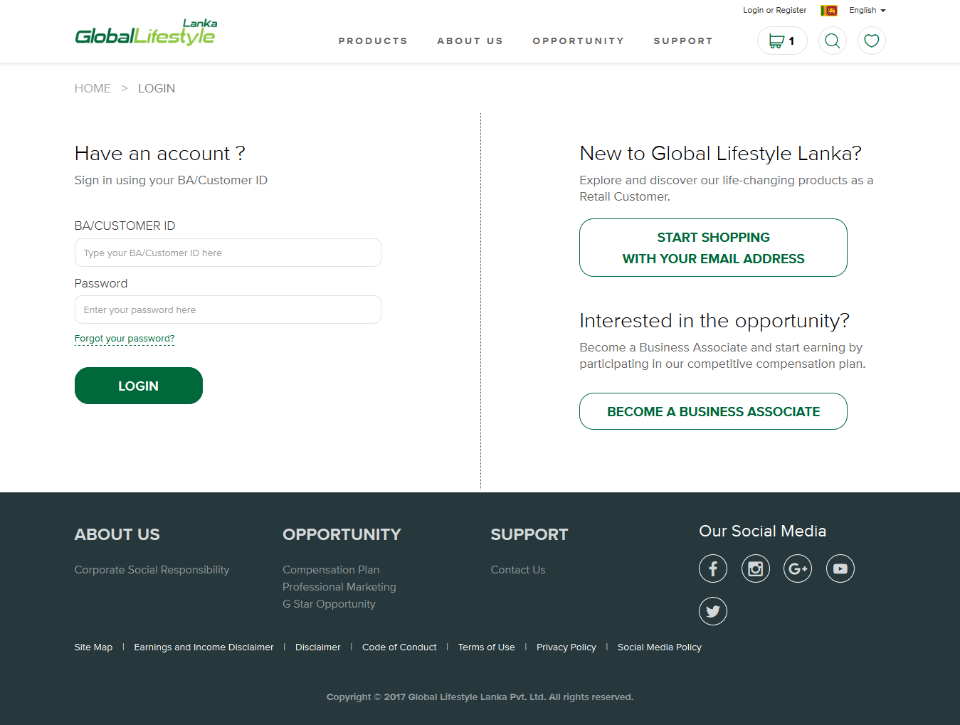 Login or Register
English
Lanka
GlobalLifestyle
PRODUCTS
ABOUT US
OPPORTUNITY
SUPPORT
1
HOME > LOGIN
Have an account ?
Sign in using your BA/Customer ID
BA/CUSTOMER ID
Type your BA/Customer ID here
Password
Enter your password here
Forgot your password?
LOGIN
New to Global Lifestyle Lanka?
Explore and discover our life-changing products as a
Retail Customer.
START SHOPPING
WITH YOUR EMAIL ADDRESS
Interested in the opportunity?
Become a Business Associate and start earning by
participating in our competitive compensation plan.
BECOME A BUSINESS ASSOCIATE
ABOUT US
Corporate Social Responsibility
OPPORTUNITY
Compensation Plan
Professional Marketing
G Star Opportunity
SUPPORT
Contact Us
Our Social Media
Site Map | Earnings and Income Disclaimer | Disclaimer | Code of Conduct | Terms of Use | Privacy Policy | Social Media Policy
Copyright © 2017 Global Lifestyle Lanka Pvt. Ltd. All rights reserved.